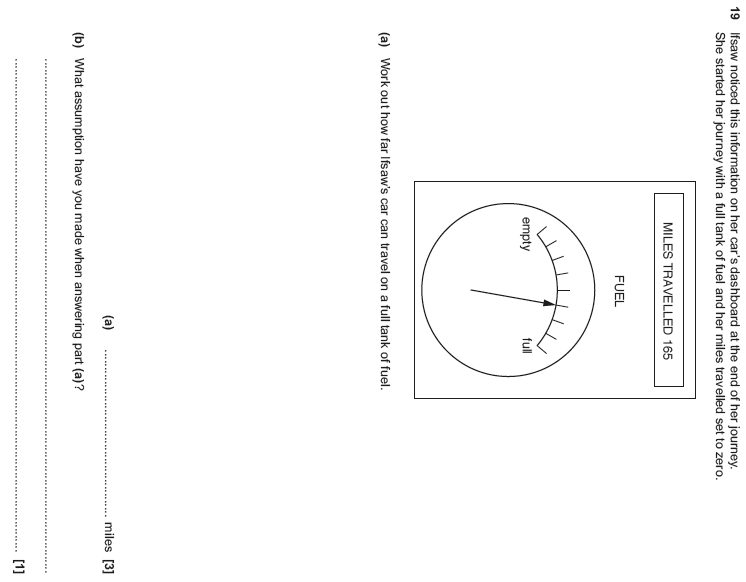 19 Ifsaw noticed this information on her car's dashboard at the end of her journey.
She started her journey with a full tank of fuel and her miles travelled set to zero.
MILES TRAVELLED 165
FUEL
empty
full
(a) Work out how far Ifsaw's car can travel on a full tank of fuel.
(a) .................................................... miles [3]
(b) What assumption have you made when answering part (a)?
....................................................................................................................................................
.............................................................................................................................................. [1]